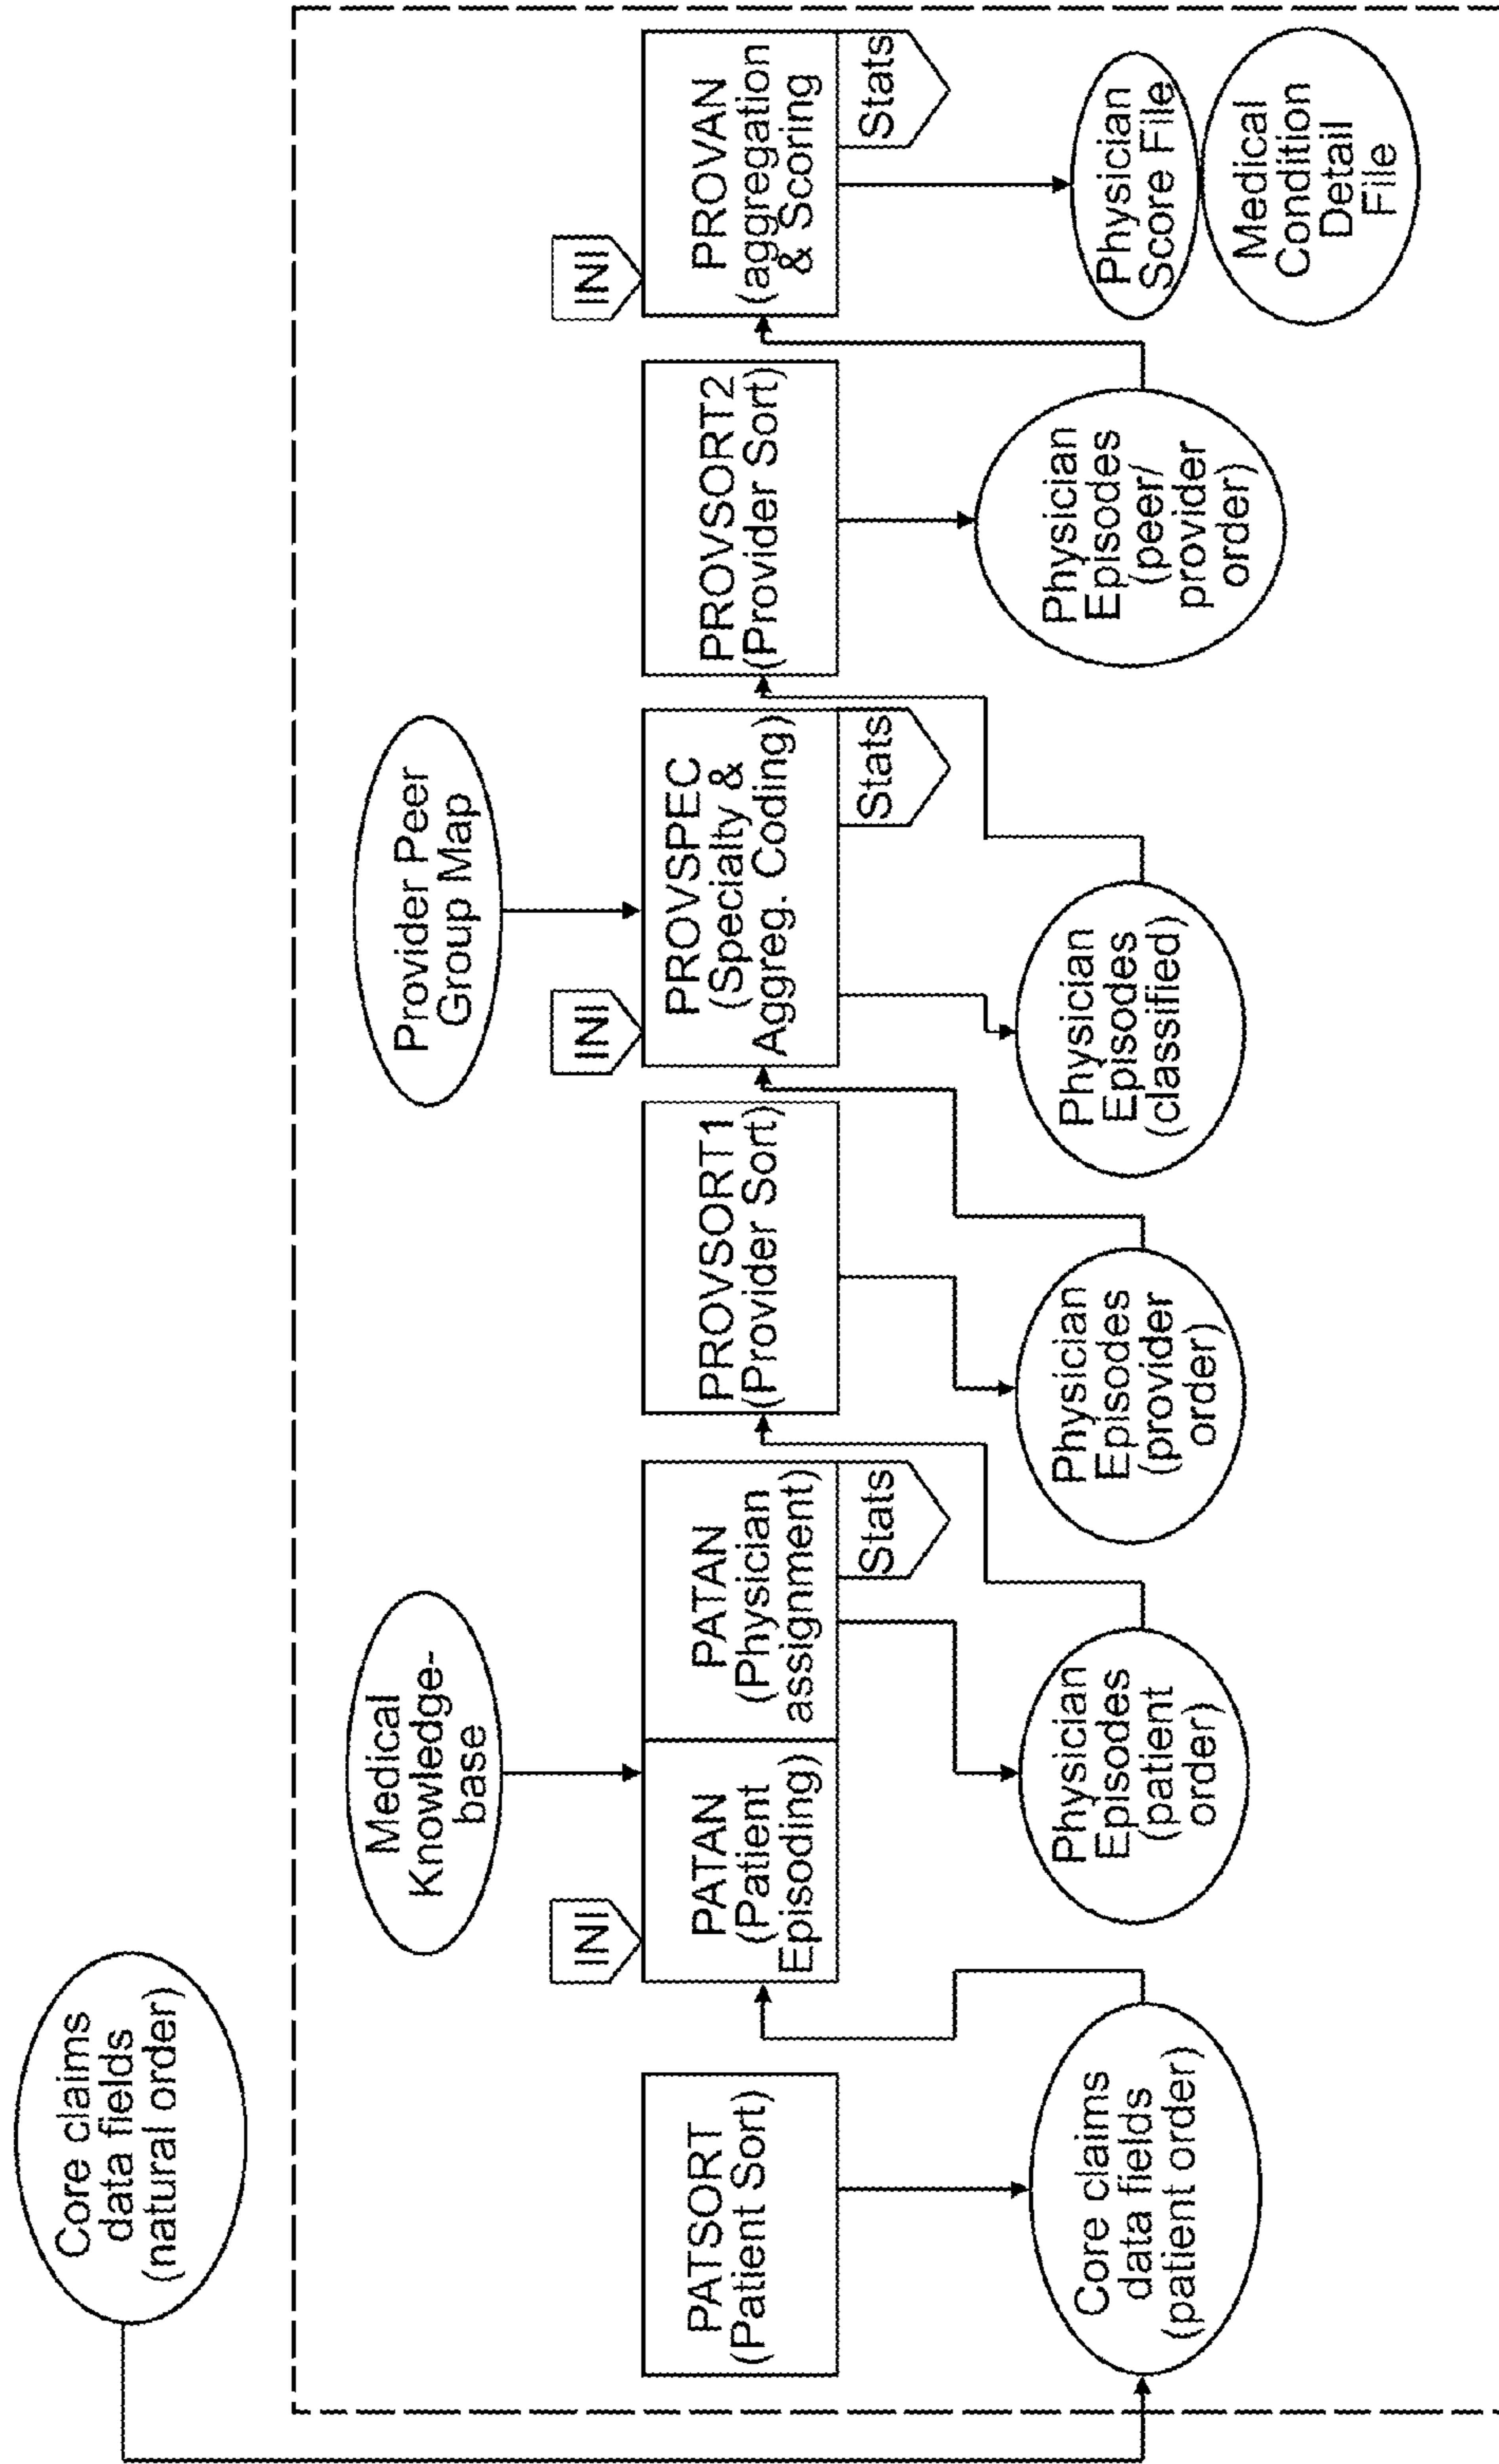 Core claims
data fields
(natural order)
Medical
Knowledge-
base
Provider Peer
Group Map
INI
INI
INI
PATSORT
(Patient Sort)
PATAN
(Patient
Episoding)
PATAN
(Physician
assignment)
PROVSORT1
(Provider Sort)
PROVSPEC
(Specialty &
Aggreg. Coding)
PROVSORT2
(Provider Sort)
PROVAN
(aggregation
& Scoring
Stats
Stats
Stats
Core claims
data fields
(patient order)
Physician
Episodes
(patient
order)
Physician
Episodes
(provider
order)
Physician
Episodes
(classified)
Physician
Episodes
(peer/
provider
order)
Physician
Score File
Medical
Condition
Detail
File